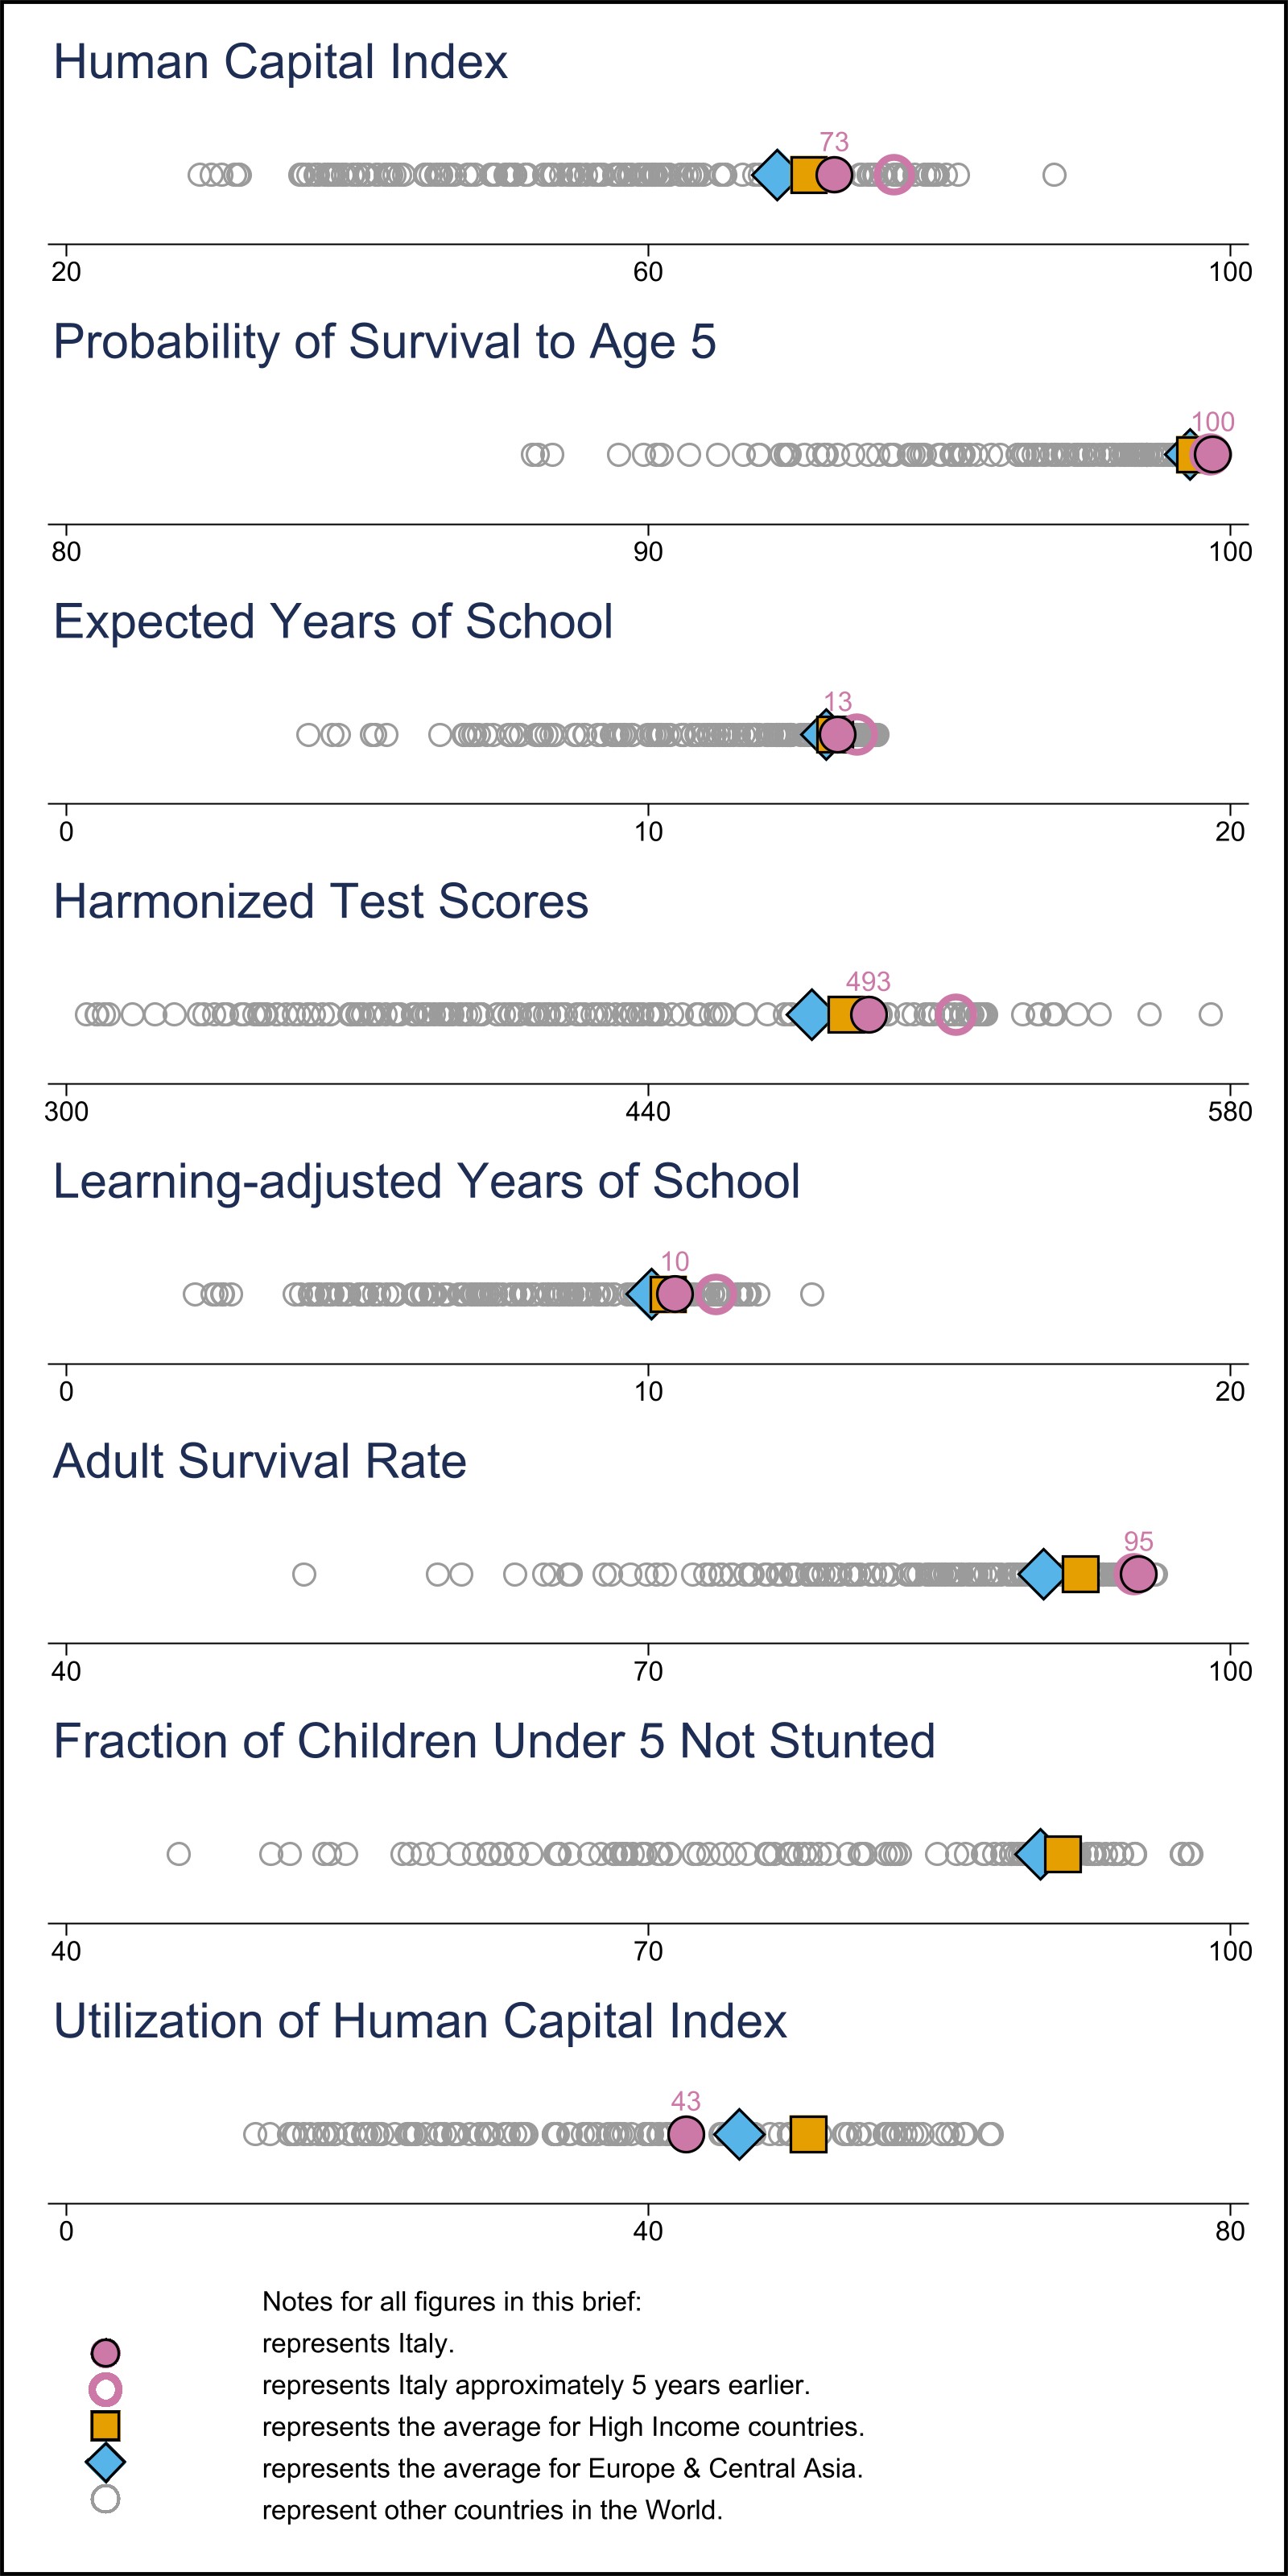 Human Capital Index
73
20 60 100
Probability of Survival to Age 5
100
80 90 100
Expected Years of School
13
0 10 20
Harmonized Test Scores
493
300 440 580
Learning-adjusted Years of School
10
0 10 20
Adult Survival Rate
95
40 70 100
Fraction of Children Under 5 Not Stunted
40 70 100
Utilization of Human Capital Index
43
0 40 80
Notes for all figures in this brief:
represents Italy.
represents Italy approximately 5 years earlier.
represents the average for High Income countries.
represents the average for Europe & Central Asia.
represent other countries in the World.